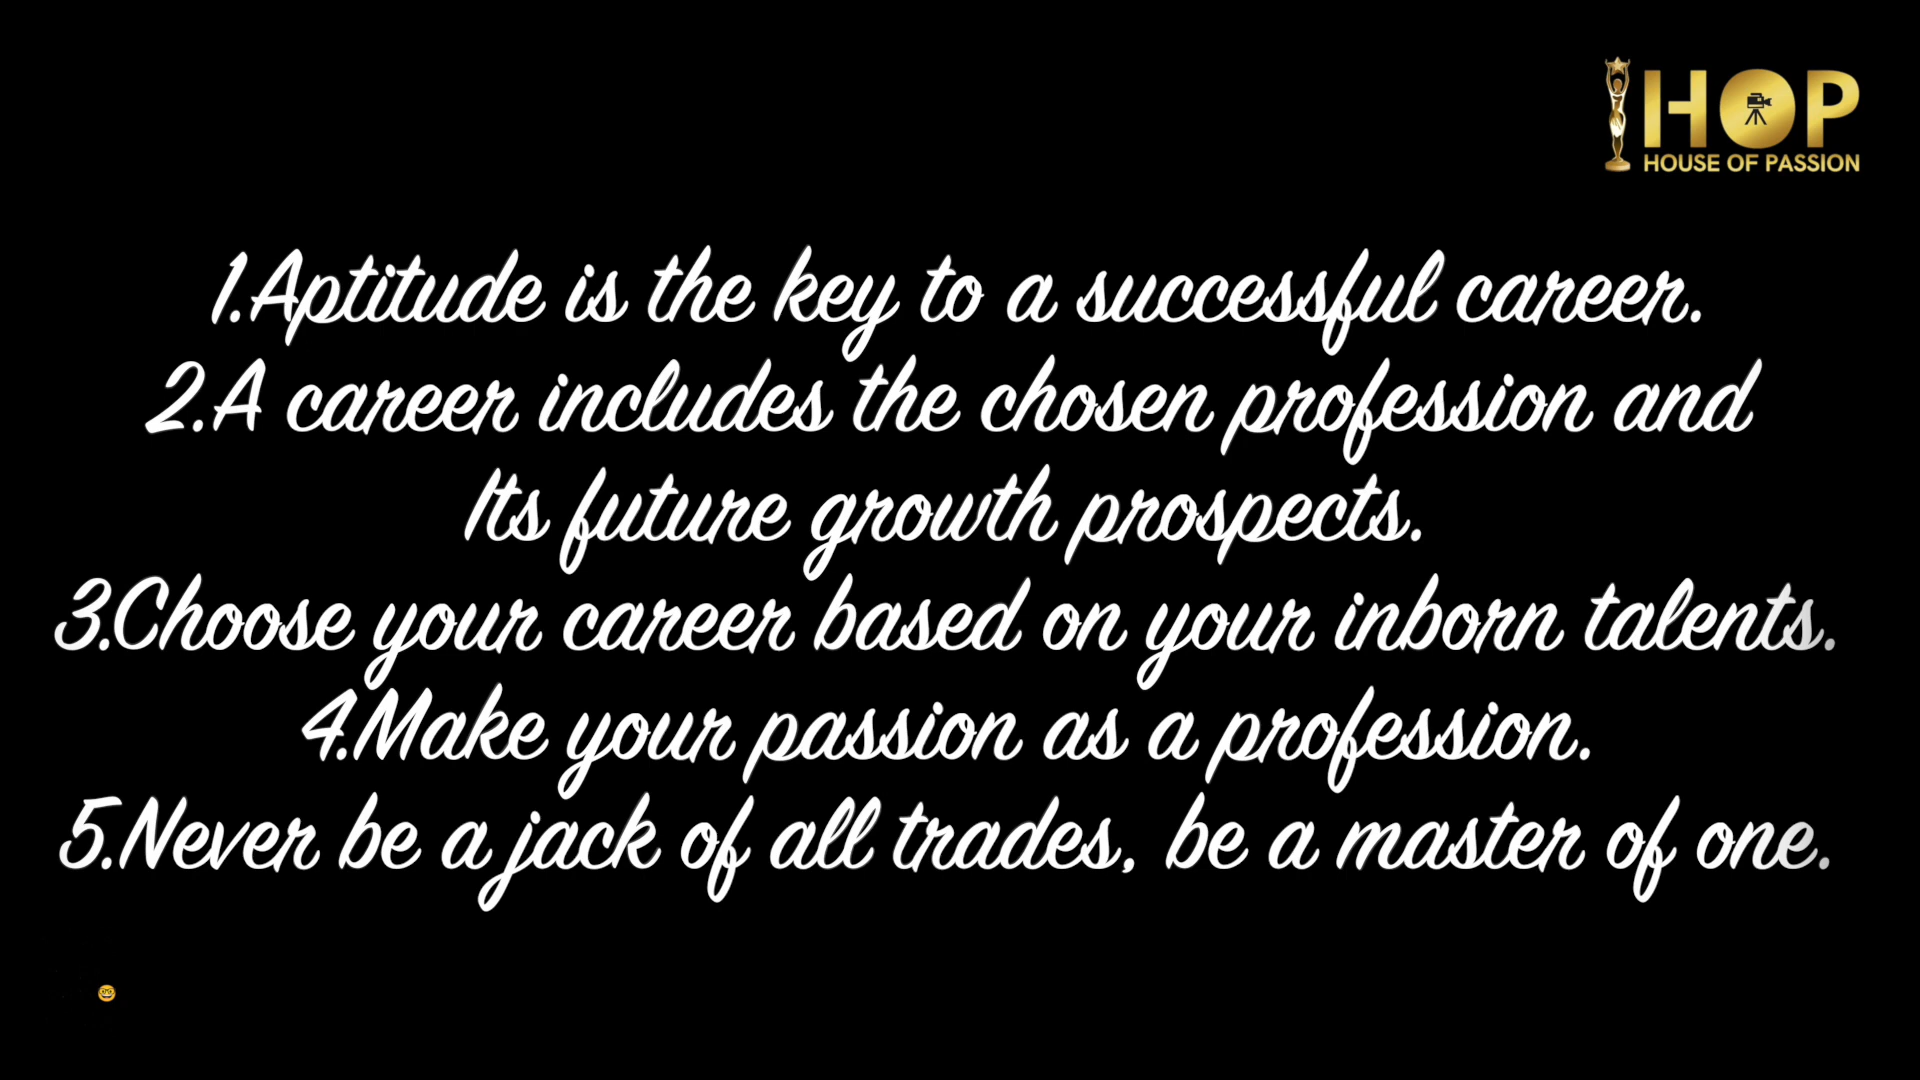 HOP
HOUSE OF PASSION
1.Aptitude is the key to a successful career.
2.A career includes the chosen profession and
Its future growth prospects.
3.Choose your career based on your inborn talents.
4.Make your passion as a profession.
5.Never be a jack of all trades, be a master of one.